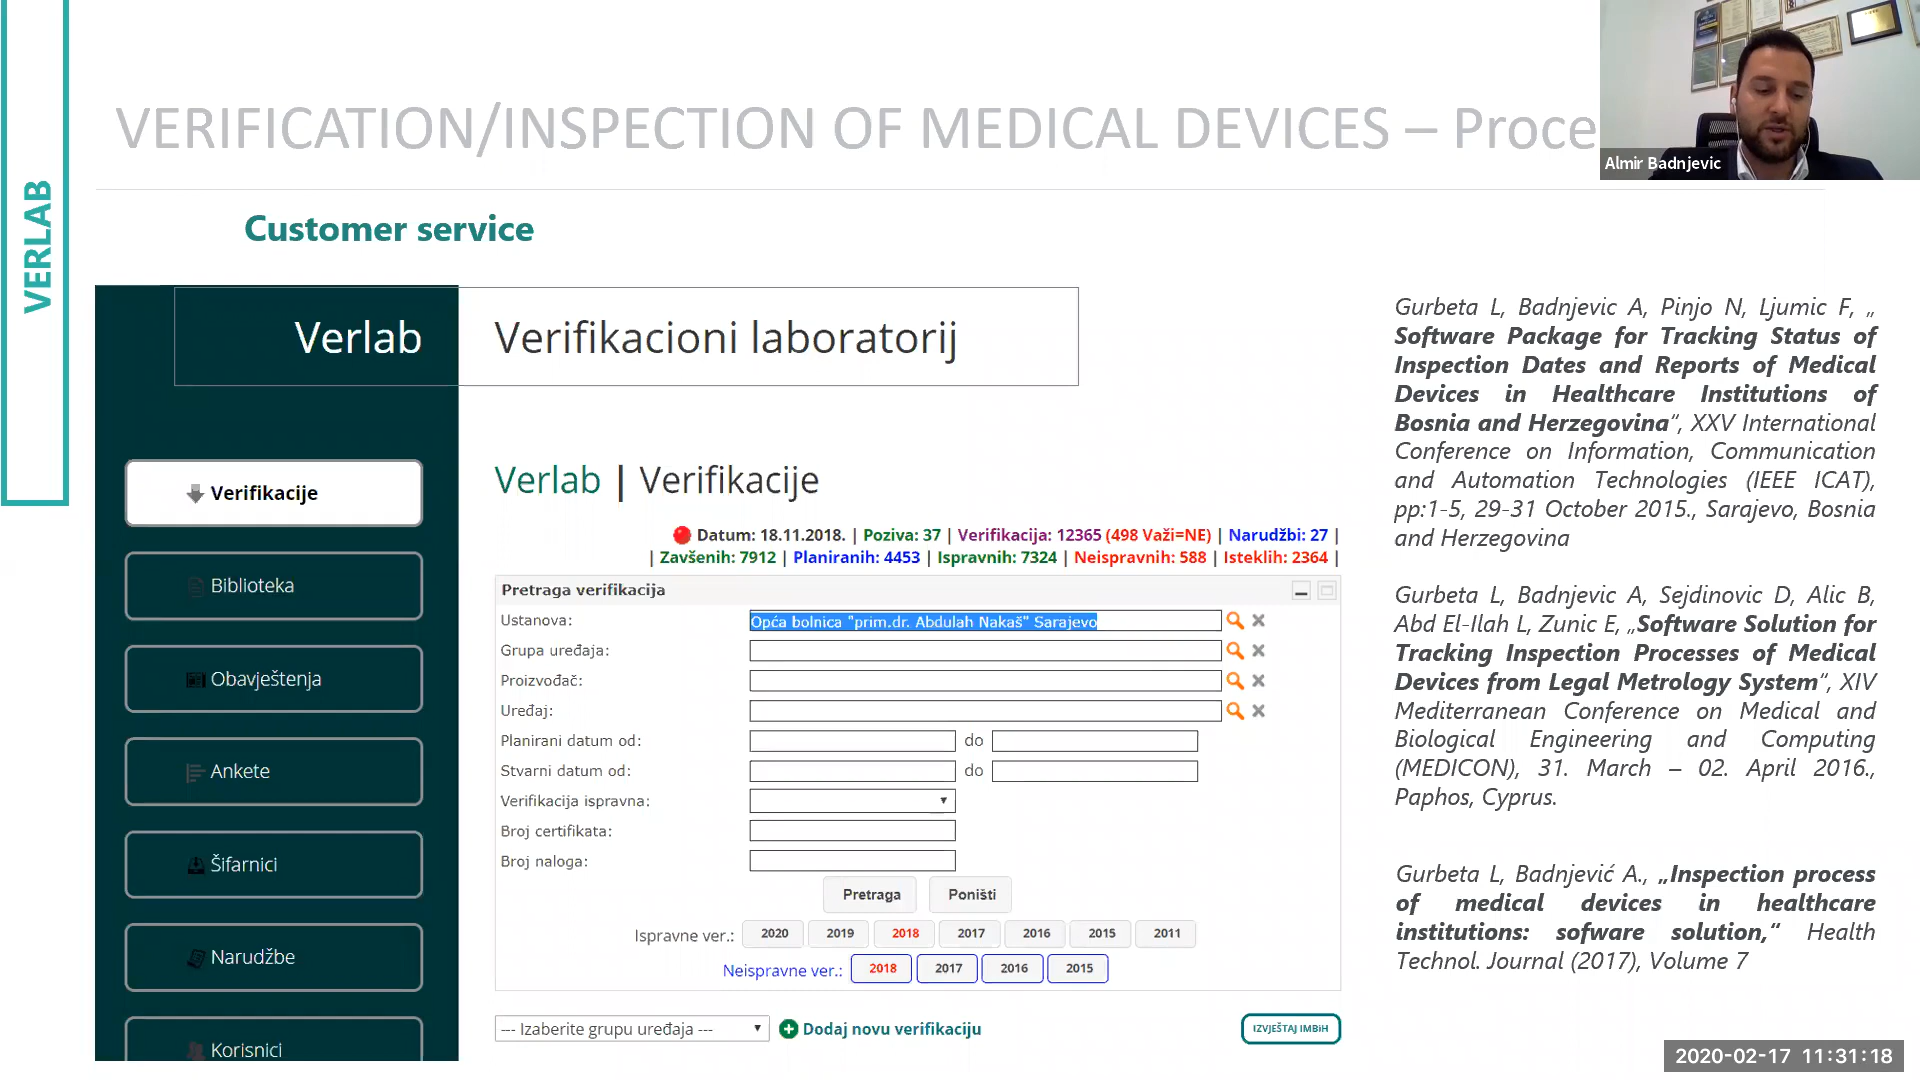 VERLAB
VERIFICATION/INSPECTION OF MEDICAL DEVICES – Proce
Almir Badnjevic
Customer service
Verlab
Verifikacioni laboratorij
Verifikacije
Biblioteka
Obavještenja
Ankete
Šifarnici
Narudžbe
Korisnici
Verlab | Verifikacije
Datum: 18.11.2018. | Poziva: 37 | Verifikacija: 12365 (498 Važi=NE) | Narudžbi: 27 |
| Zavšenih: 7912 | Planiranih: 4453 | Ispravnih: 7324 | Neispravnih: 588 | Isteklih: 2364 |
Pretraga verifikacija
Ustanova: Opća bolnica "prim.dr. Abdulah Nakaš" Sarajevo
Grupa uređaja:
Proizvođač:
Uređaj:
Planirani datum od: do
Stvarni datum od: do
Verifikacija ispravna:
Broj certifikata:
Broj naloga:
Pretraga Poništi
Ispravne ver.: 2020 2019 2018 2017 2016 2015 2011
Neispravne ver.: 2018 2017 2016 2015
--- Izaberite grupu uređaja --- Dodaj novu verifikaciju IZVJEŠTAJ IMBiH
Gurbeta L, Badnjevic A, Pinjo N, Ljumic F, „
Software Package for Tracking Status of
Inspection Dates and Reports of Medical
Devices in Healthcare Institutions of
Bosnia and Herzegovina“, XXV International
Conference on Information, Communication
and Automation Technologies (IEEE ICAT),
pp:1-5, 29-31 October 2015., Sarajevo, Bosnia
and Herzegovina
Gurbeta L, Badnjevic A, Sejdinovic D, Alic B,
Abd El-Ilah L, Zunic E, „Software Solution for
Tracking Inspection Processes of Medical
Devices from Legal Metrology System“, XIV
Mediterranean Conference on Medical and
Biological Engineering and Computing
(MEDICON), 31. March – 02. April 2016.,
Paphos, Cyprus.
Gurbeta L, Badnjević A., „Inspection process
of medical devices in healthcare
institutions: sofware solution,“ Health
Technol. Journal (2017), Volume 7
2020-02-17 11:31:18